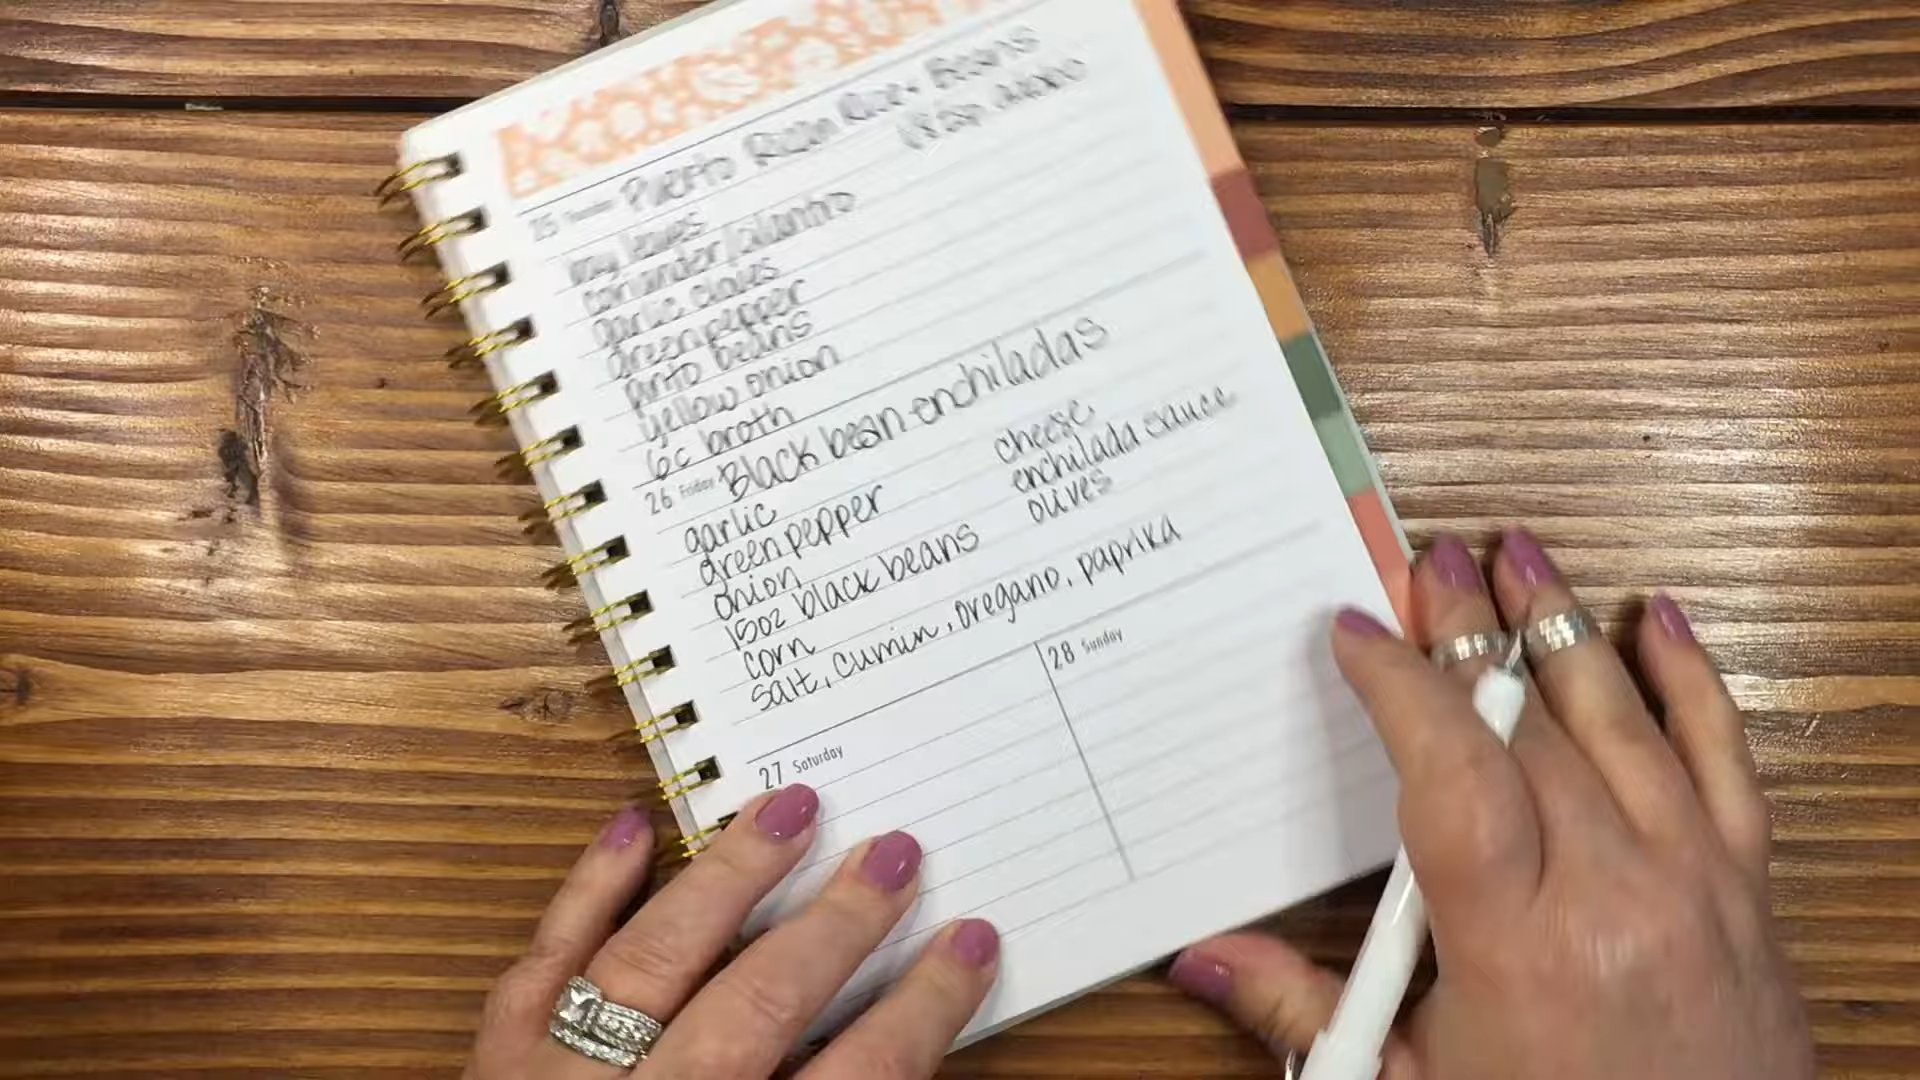 25 Thursday Puerto Rican Rice + Beans
adobo
bay leaves
coriander/cilantro
garlic cloves
green pepper
pinto beans
yellow onion
6c broth
26 Friday Black bean enchiladas
garlic
green pepper
onion
15oz black beans
corn
salt, cumin, oregano, paprika
cheese
enchilada sauce
olives
27 Saturday
28 Sunday